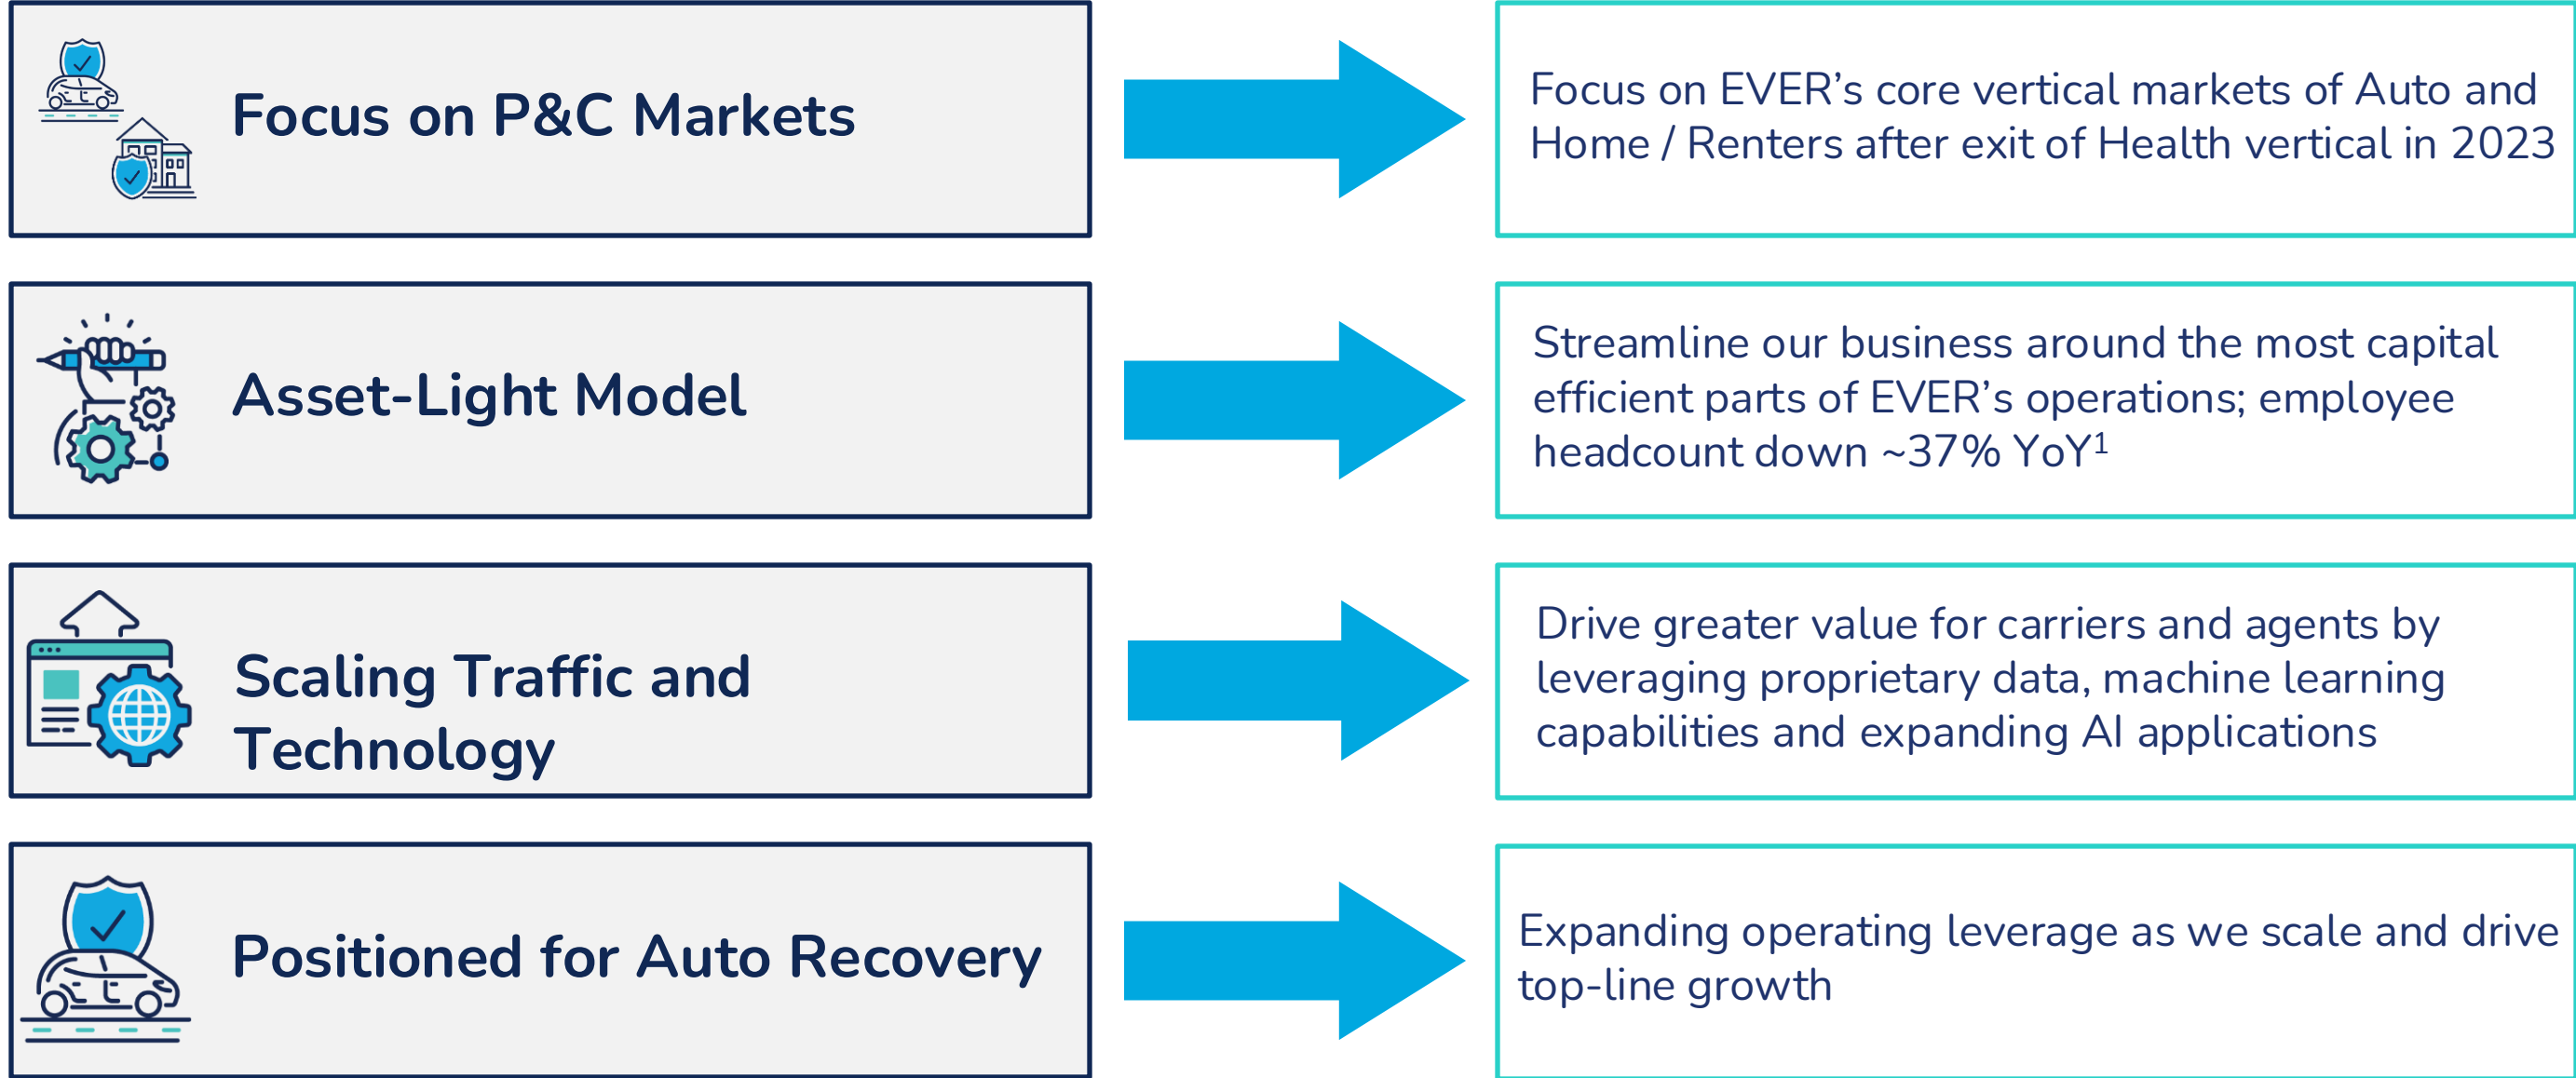 Focus on P&C Markets
Focus on EVER’s core vertical markets of Auto and
Home / Renters after exit of Health vertical in 2023
Asset-Light Model
Streamline our business around the most capital
efficient parts of EVER’s operations; employee
headcount down ~37% YoY¹
Scaling Traffic and
Technology
Drive greater value for carriers and agents by
leveraging proprietary data, machine learning
capabilities and expanding AI applications
Positioned for Auto Recovery
Expanding operating leverage as we scale and drive
top-line growth